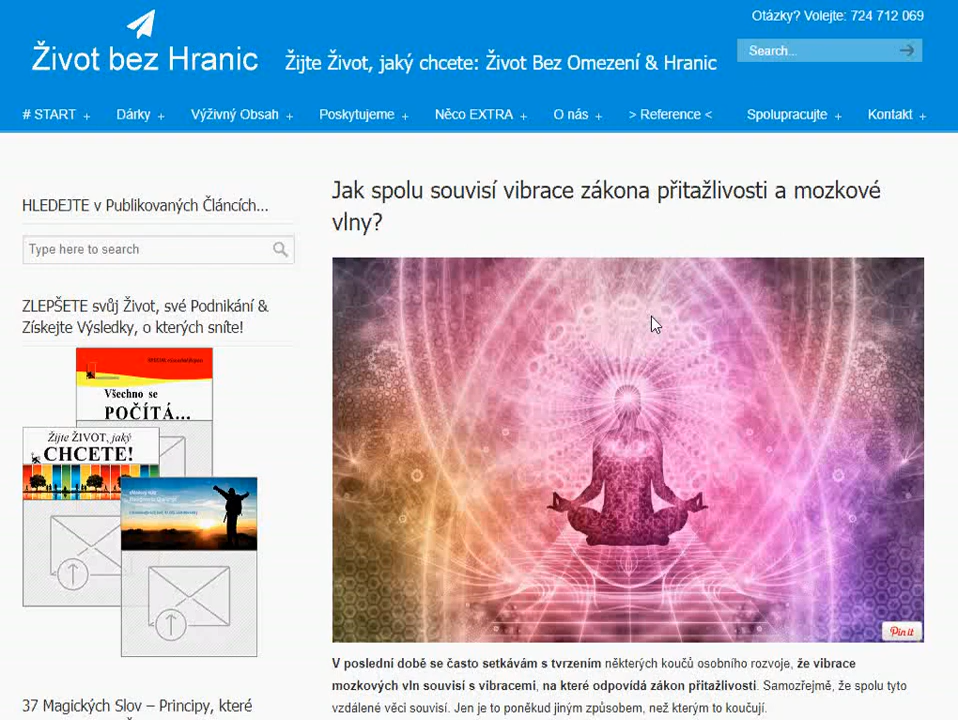 Otázky? Volejte: 724 712 069
Život bez Hranic
Žijte Život, jaký chcete: Život Bez Omezení & Hranic
Search...
# START + Dárky + Výživný Obsah + Poskytujeme + Něco EXTRA + O nás + > Reference < Spolupracujte + Kontakt +
HLEDEJTE v Publikovaných Článcích...
Type here to search
ZLEPŠETE svůj Život, své Podnikání &
Získejte Výsledky, o kterých sníte!
Všechno se
POČÍTÁ...
Žijte ŽIVOT, jaký
CHCETE!
37 Magických Slov – Principy, které
Jak spolu souvisí vibrace zákona přitažlivosti a mozkové
vlny?
Pin it
V poslední době se často setkávám s tvrzením některých koučů osobního rozvoje, že vibrace
mozkových vln souvisí s vibracemi, na které odpovídá zákon přitažlivosti. Samozřejmě, že spolu tyto
vzdálené věci souvisí. Jen je to poněkud jiným způsobem, než kterým to koučují.